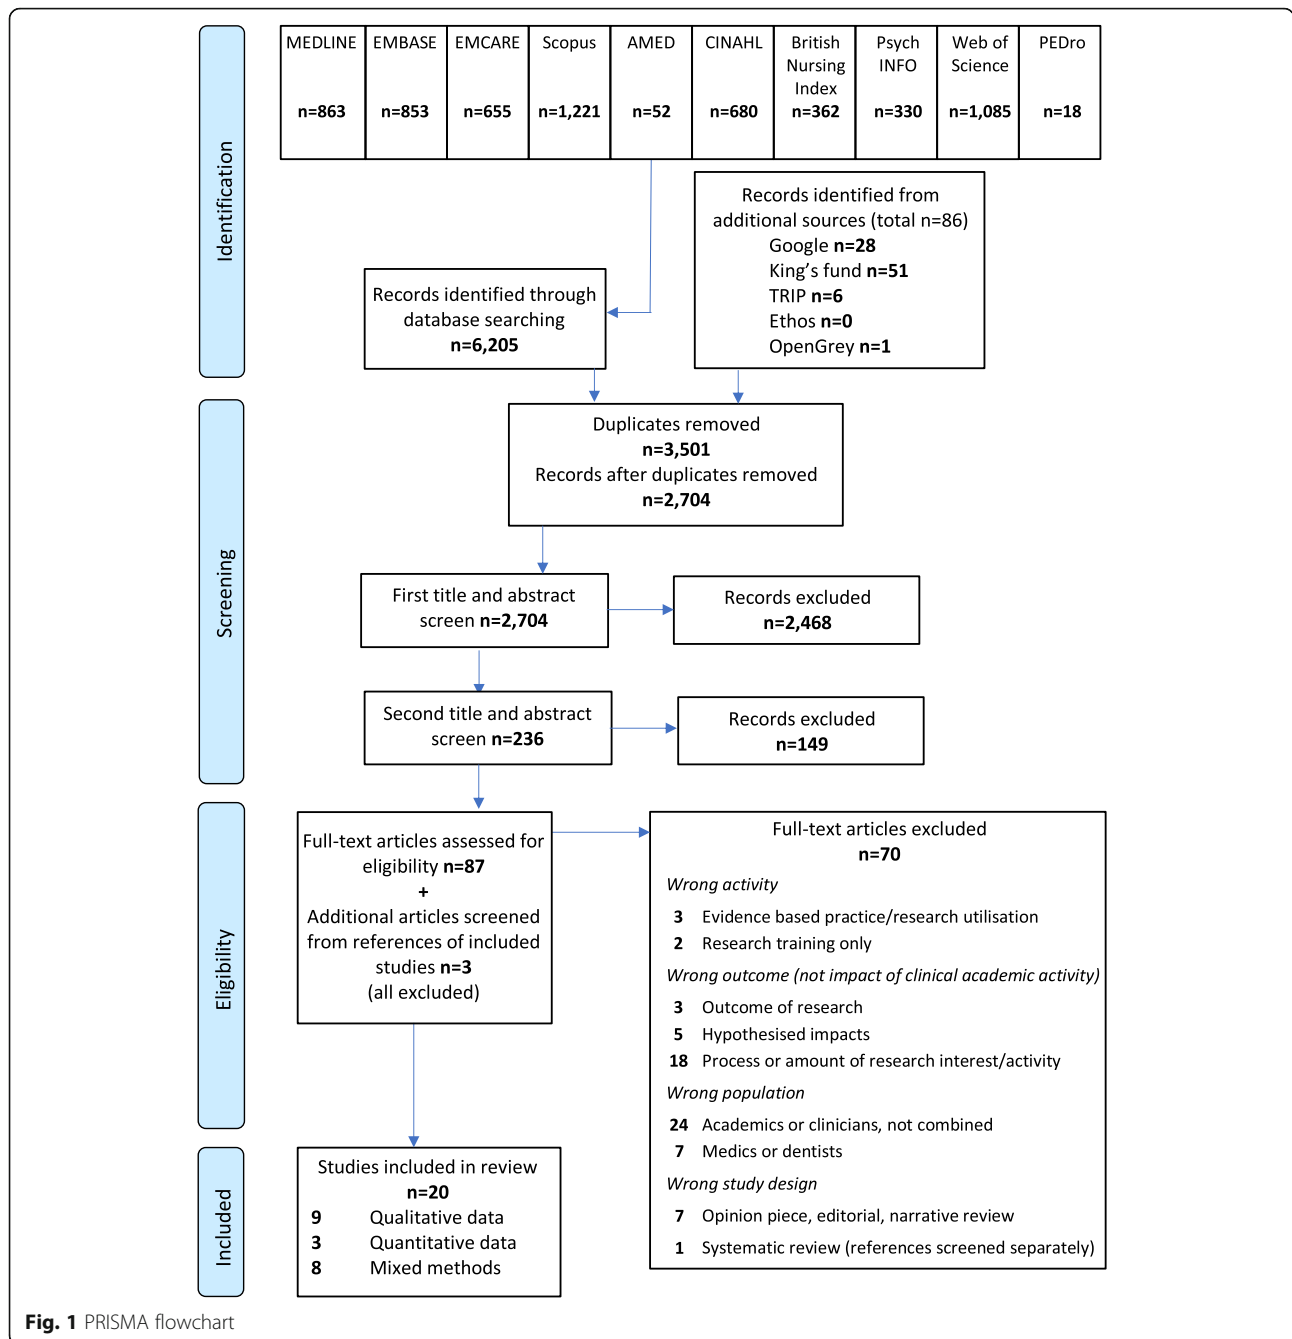 Identification
MEDLINE
n=863
EMBASE
n=853
EMCARE
n=655
Scopus
n=1,221
AMED
n=52
CINAHL
n=680
British
Nursing
Index
n=362
Psych
INFO
n=330
Web of
Science
n=1,085
PEDro
n=18
Records identified from
additional sources (total n=86)
Google n=28
King's fund n=51
TRIP n=6
Ethos n=0
OpenGrey n=1
Records identified through
database searching
n=6,205
Screening
Duplicates removed
n=3,501
Records after duplicates removed
n=2,704
First title and abstract
screen n=2,704
Records excluded
n=2,468
Second title and abstract
screen n=236
Records excluded
n=149
Eligibility
Full-text articles assessed for
eligibility n=87
+
Additional articles screened
from references of included
studies n=3
(all excluded)
Full-text articles excluded
n=70
Wrong activity
3 Evidence based practice/research utilisation
2 Research training only
Wrong outcome (not impact of clinical academic activity)
3 Outcome of research
5 Hypothesised impacts
18 Process or amount of research interest/activity
Wrong population
24 Academics or clinicians, not combined
7 Medics or dentists
Wrong study design
7 Opinion piece, editorial, narrative review
1 Systematic review (references screened separately)
Included
Studies included in review
n=20
9 Qualitative data
3 Quantitative data
8 Mixed methods
Fig. 1 PRISMA flowchart